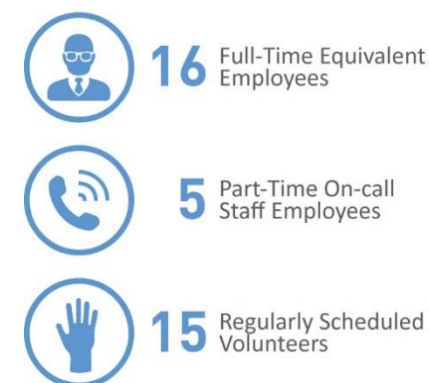 16 Full-Time Equivalent
Employees
5 Part-Time On-call
Staff Employees
15 Regularly Scheduled
Volunteers